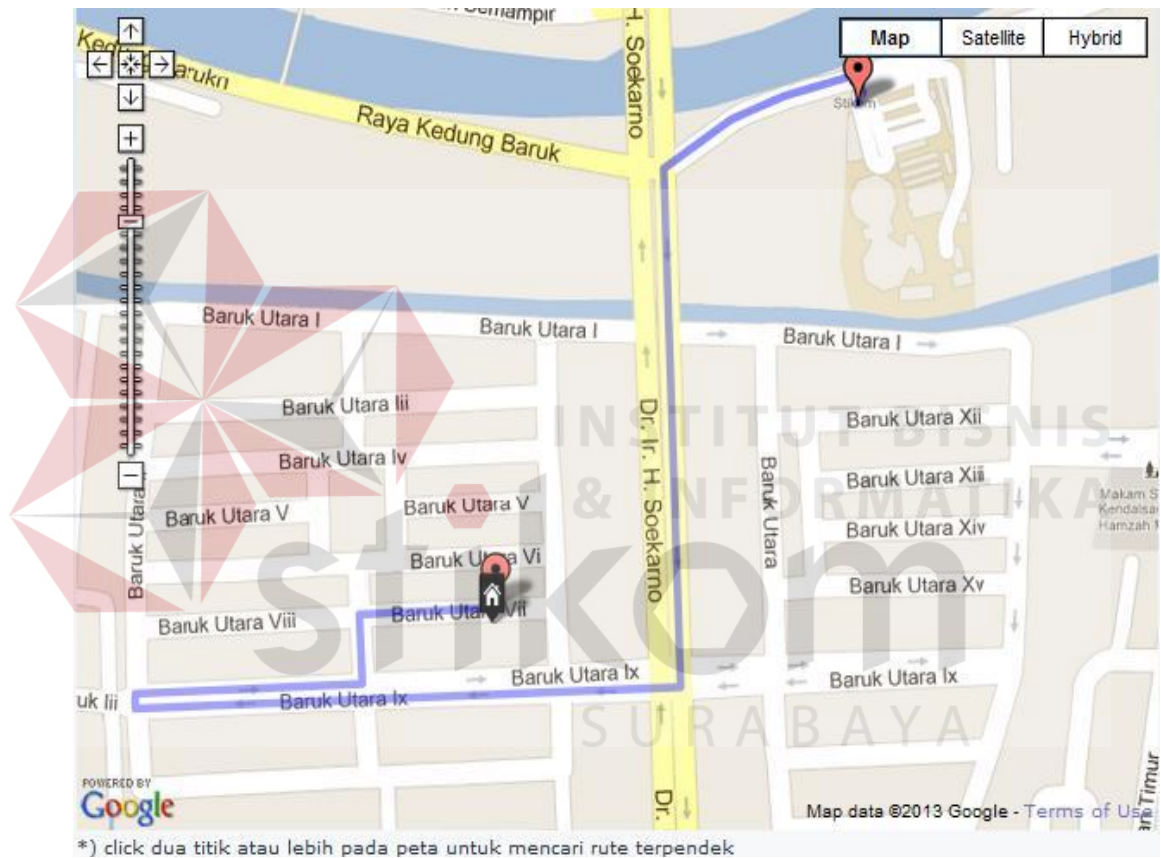 Semampir
Map
Satellite
Hybrid
H. Soekarno
Stikom
Raya Kedung Baruk
Baruk Utara I
Baruk Utara I
Baruk Utara I
Baruk Utara Iii
Baruk Utara Xii
Baruk Utara Iv
Baruk Utara Xiii
Baruk Utara V
Baruk Utara V
Baruk Utara Xiv
Baruk Utara Vi
Baruk Utara Xv
Baruk Utara Vii
Baruk Utara Viii
Baruk Utara Ix
Baruk Utara Ix
Baruk Utara Ix
uk Iii
Baruk Utara
Baruk Utara
Dr. Ir. H. Soekarno
Dr.
Makam S
Kendalsa
Hamzah
an Timur
INSTITUT BISNIS
& INFORMATIKA
stikom
SURABAYA
POWERED BY
Google
Map data ©2013 Google - Terms of Use
*) click dua titik atau lebih pada peta untuk mencari rute terpendek